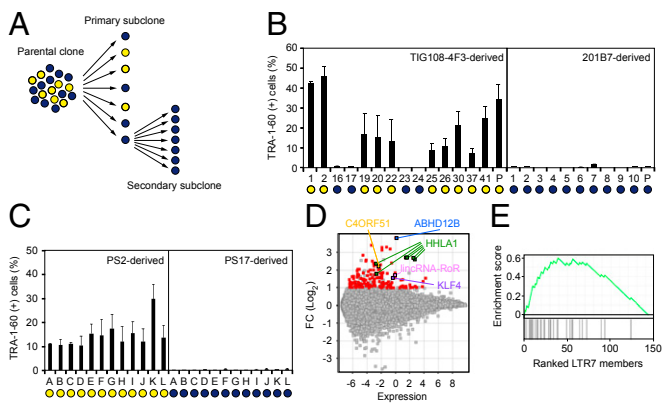 A
Parental clone
Primary subclone
Secondary subclone
B
TRA-1-60 (+) cells (%)
60
50
40
30
20
10
0
TIG108-4F3-derived
201B7-derived
1 2 16 17 19 20 22 23 24 25 26 30 37 41 P
1 2 3 4 5 6 7 8 9 10 P
C
TRA-1-60 (+) cells (%)
50
40
30
20
10
0
PS2-derived
PS17-derived
A B C D E F G H I J K L
A B C D E F G H I J K L
D
C4ORF51
ABHD12B
HHLA1
lincRNA-RoR
KLF4
FC (Log2)
3
2
1
0
-1
-2
-3
-6 -4 -2 0 2 4 6 8
Expression
E
Enrichment score
0.6
0.4
0.2
0
0 50 100 150
Ranked LTR7 members